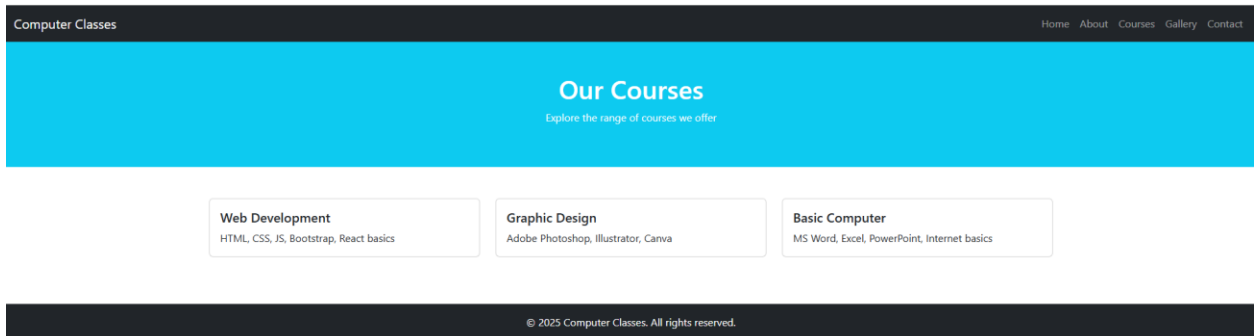 Computer Classes
Home About Courses Gallery Contact
Our Courses
Explore the range of courses we offer
Web Development
HTML, CSS, JS, Bootstrap, React basics
Graphic Design
Adobe Photoshop, Illustrator, Canva
Basic Computer
MS Word, Excel, PowerPoint, Internet basics
© 2025 Computer Classes. All rights reserved.